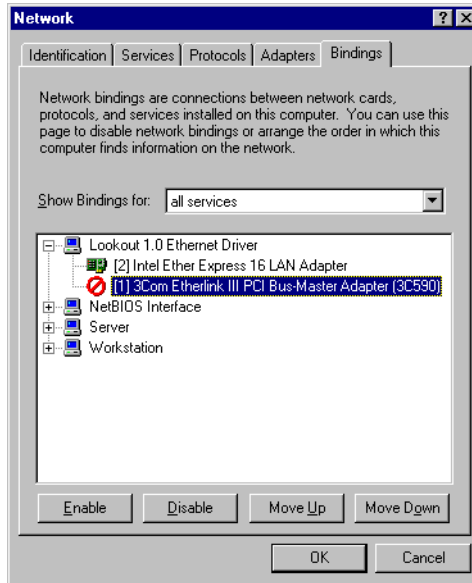 Network
Identification Services Protocols Adapters Bindings
Network bindings are connections between network cards,
protocols, and services installed on this computer. You can use this
page to disable network bindings or arrange the order in which this
computer finds information on the network.
Show Bindings for: all services
Lookout 1.0 Ethernet Driver
[2] Intel Ether Express 16 LAN Adapter
[1] 3Com Etherlink III PCI Bus-Master Adapter (3C590)
NetBIOS Interface
Server
Workstation
Enable Disable Move Up Move Down
OK Cancel